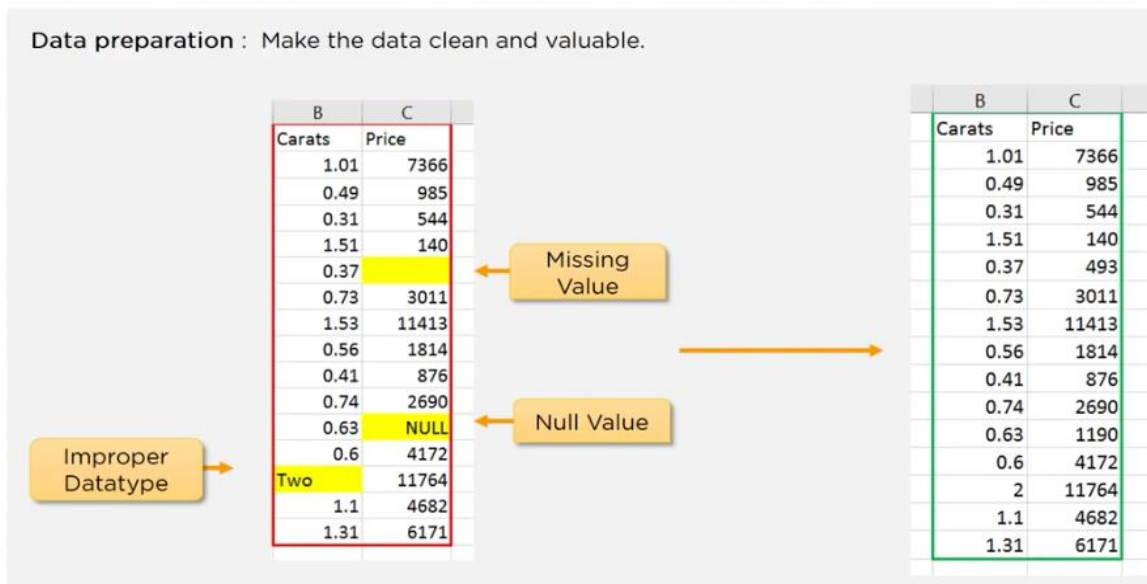 Data preparation : Make the data clean and valuable.
B C
Carats Price
1.01 7366
0.49 985
0.31 544
1.51 140
0.37
0.73 3011
1.53 11413
0.56 1814
0.41 876
0.74 2690
0.63 NULL
0.6 4172
Two 11764
1.1 4682
1.31 6171
Improper
Datatype
Missing
Value
Null Value
B C
Carats Price
1.01 7366
0.49 985
0.31 544
1.51 140
0.37 493
0.73 3011
1.53 11413
0.56 1814
0.41 876
0.74 2690
0.63 1190
0.6 4172
2 11764
1.1 4682
1.31 6171